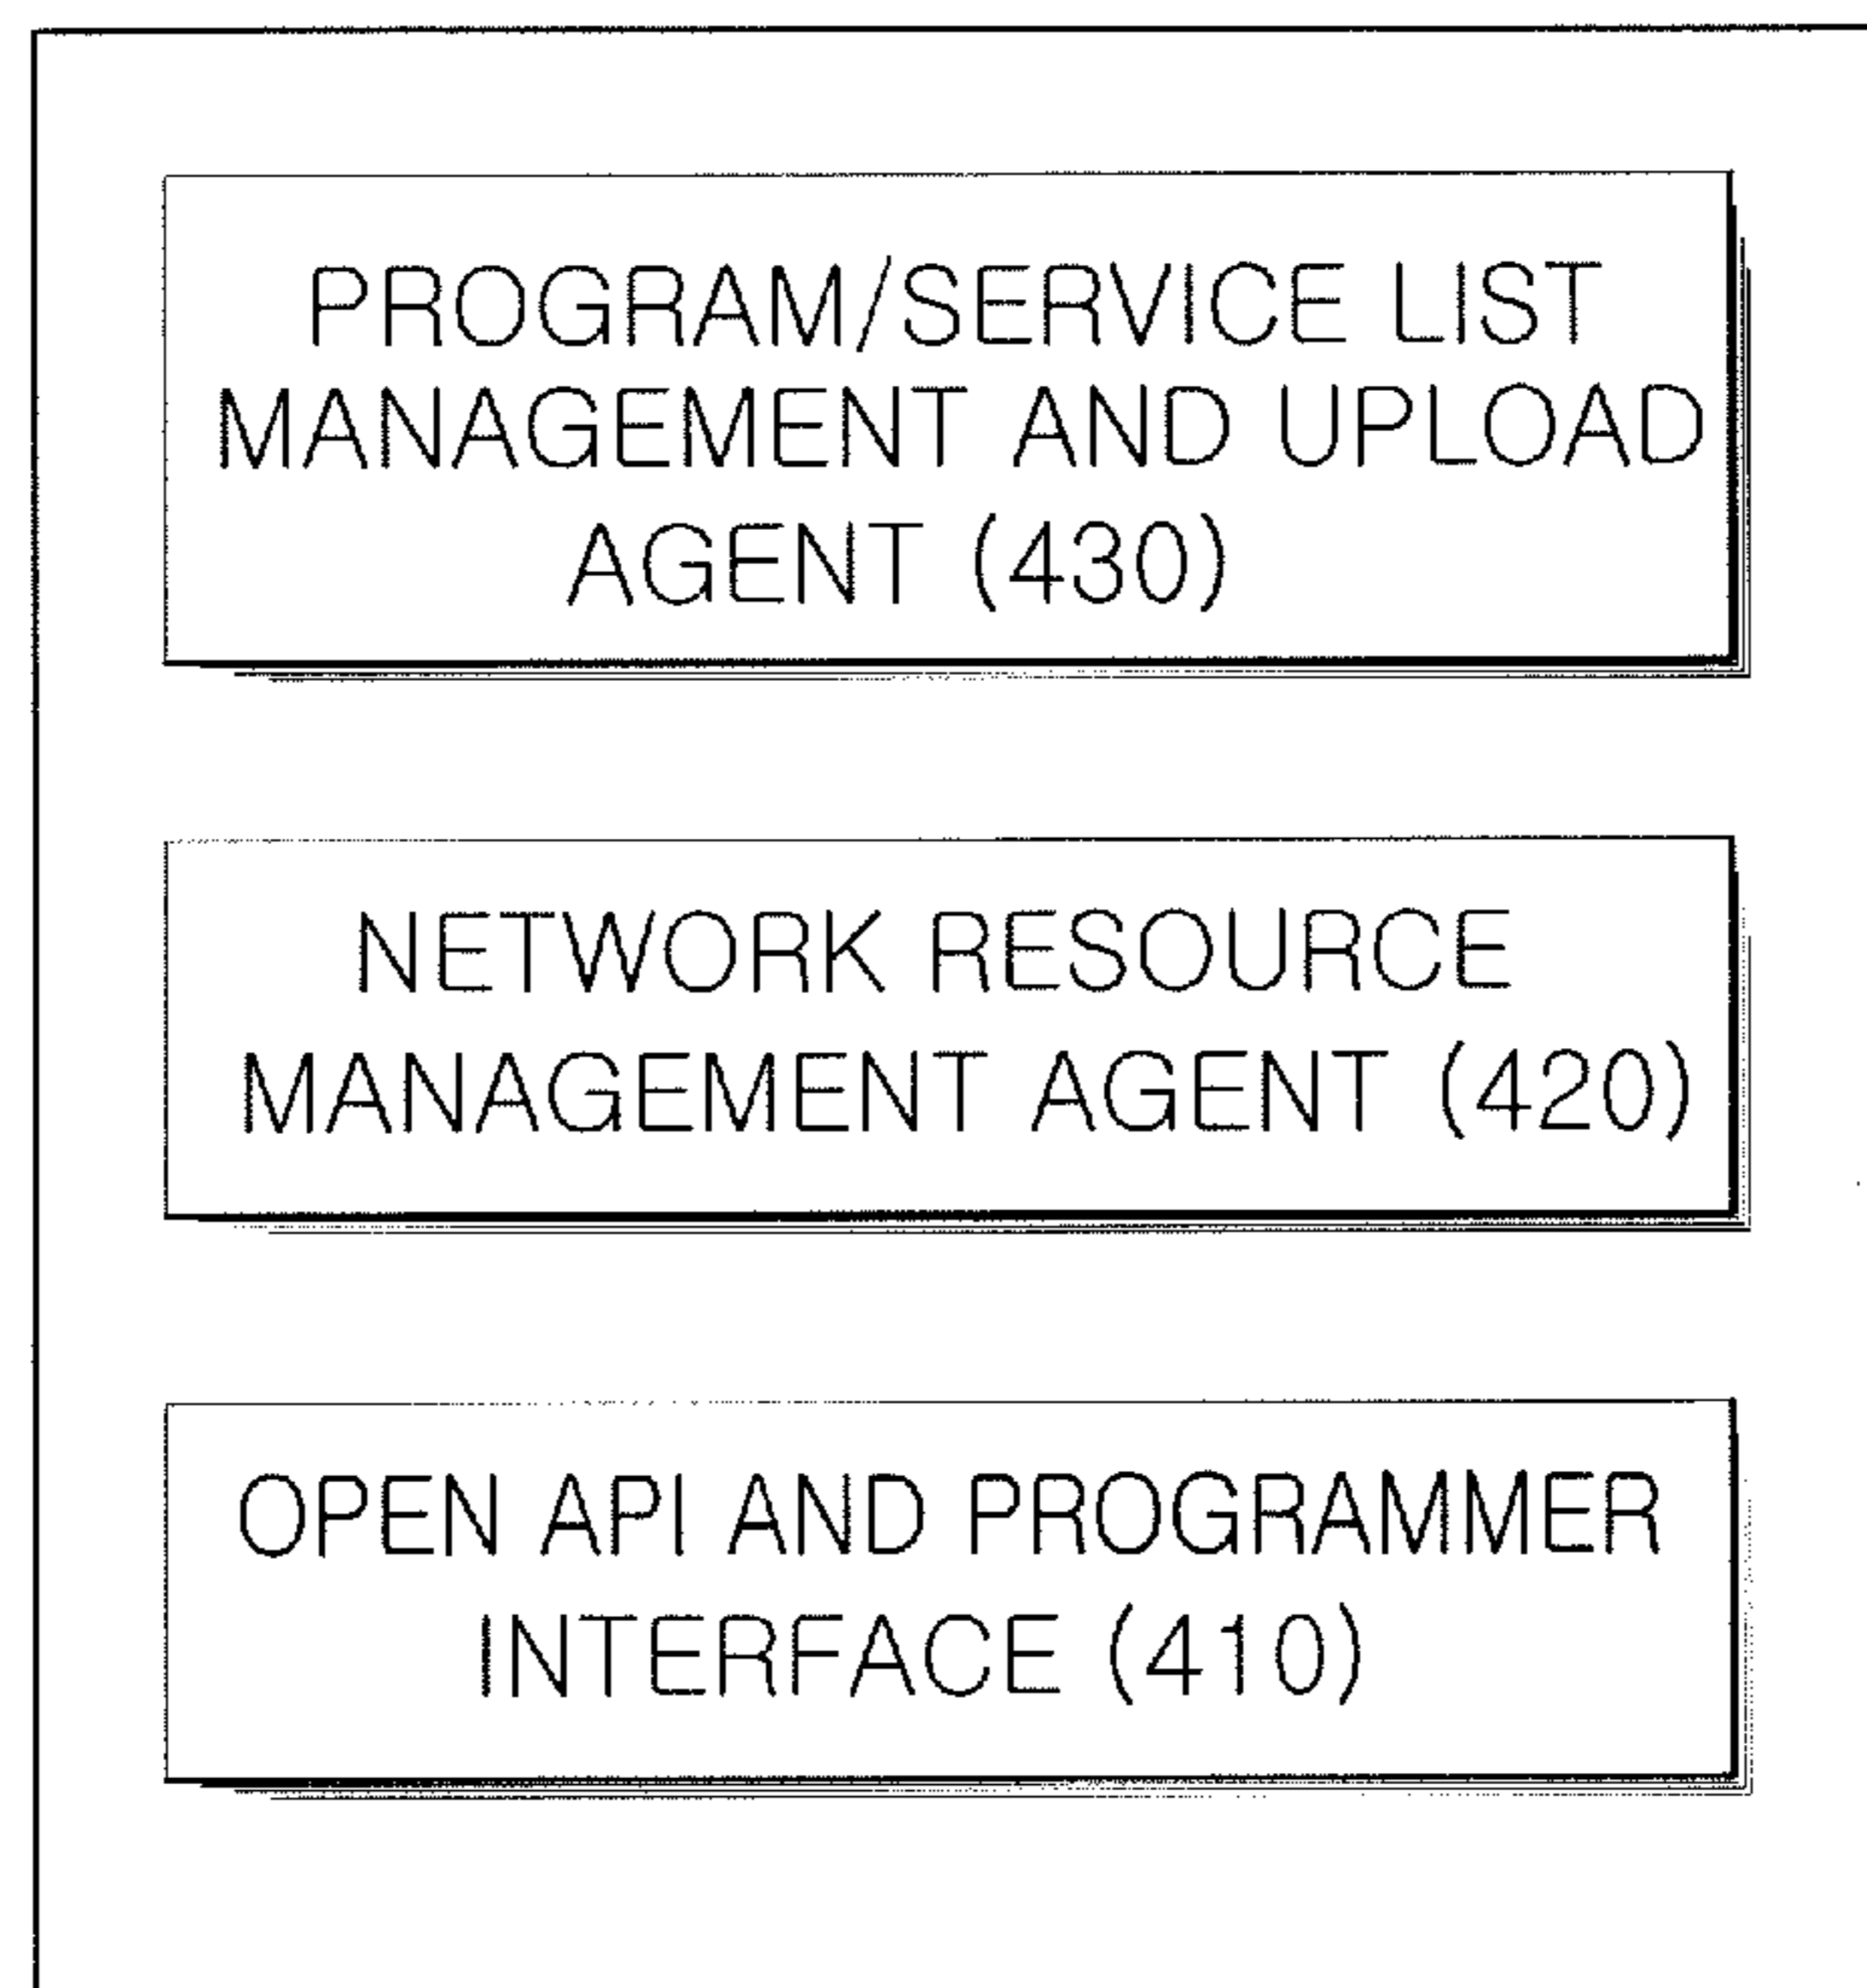 PROGRAM/SERVICE LIST
MANAGEMENT AND UPLOAD
AGENT (430)
NETWORK RESOURCE
MANAGEMENT AGENT (420)
OPEN API AND PROGRAMMER
INTERFACE (410)